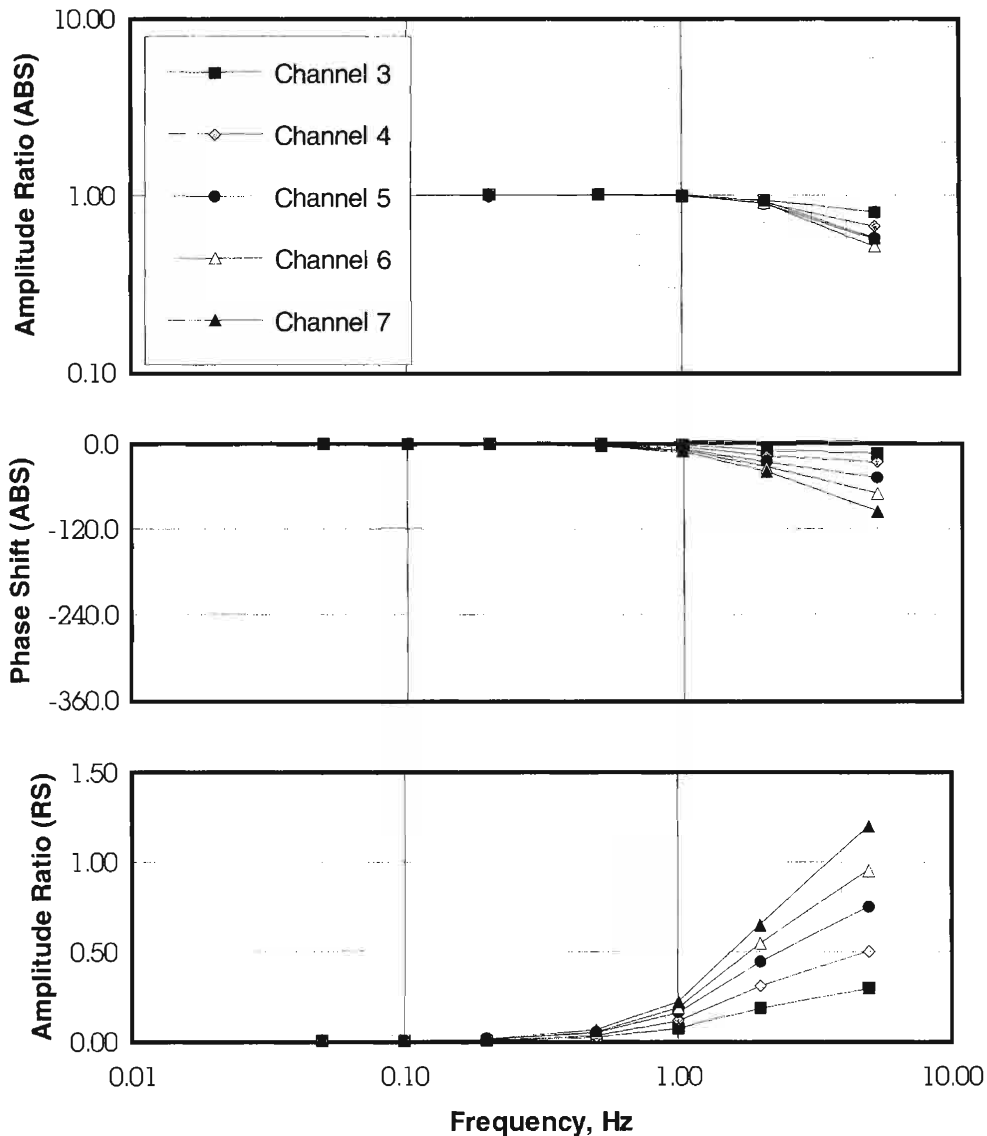 10.00
1.00
0.10
Amplitude Ratio (ABS)
Channel 3
Channel 4
Channel 5
Channel 6
Channel 7
0.0
-120.0
-240.0
-360.0
Phase Shift (ABS)
1.50
1.00
0.50
0.00
Amplitude Ratio (RS)
0.01
0.10
1.00
10.00
Frequency, Hz